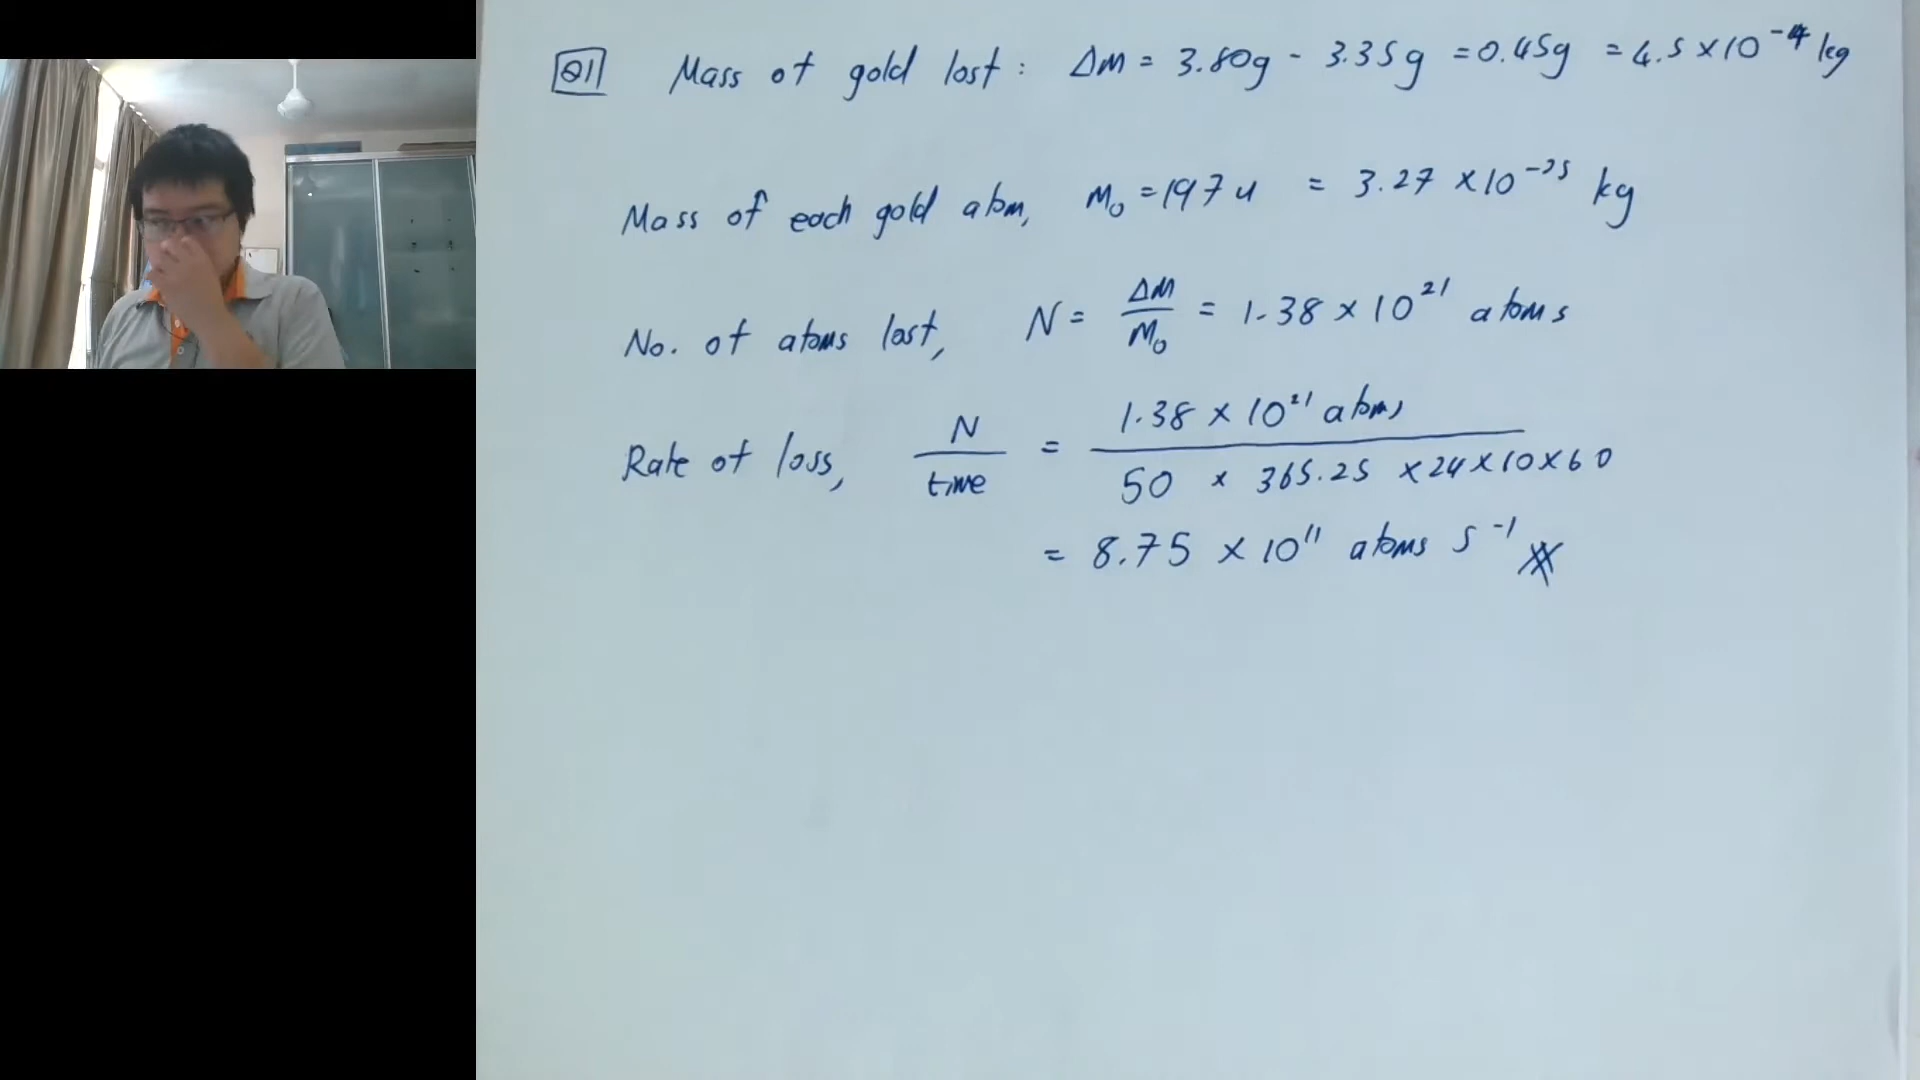 Q1 Mass of gold lost: ΔM = 3.80g - 3.35g = 0.45g = 4.5 × 10⁻⁴ kg
Mass of each gold atom, M₀ = 197 u = 3.27 × 10⁻²⁵ kg
No. of atoms lost, N = ΔM / M₀ = 1.38 × 10²¹ atoms
Rate of loss, N / time = 1.38 × 10²¹ atoms / 50 × 365.25 × 24 × 10 × 60
= 8.75 × 10¹¹ atoms s⁻¹